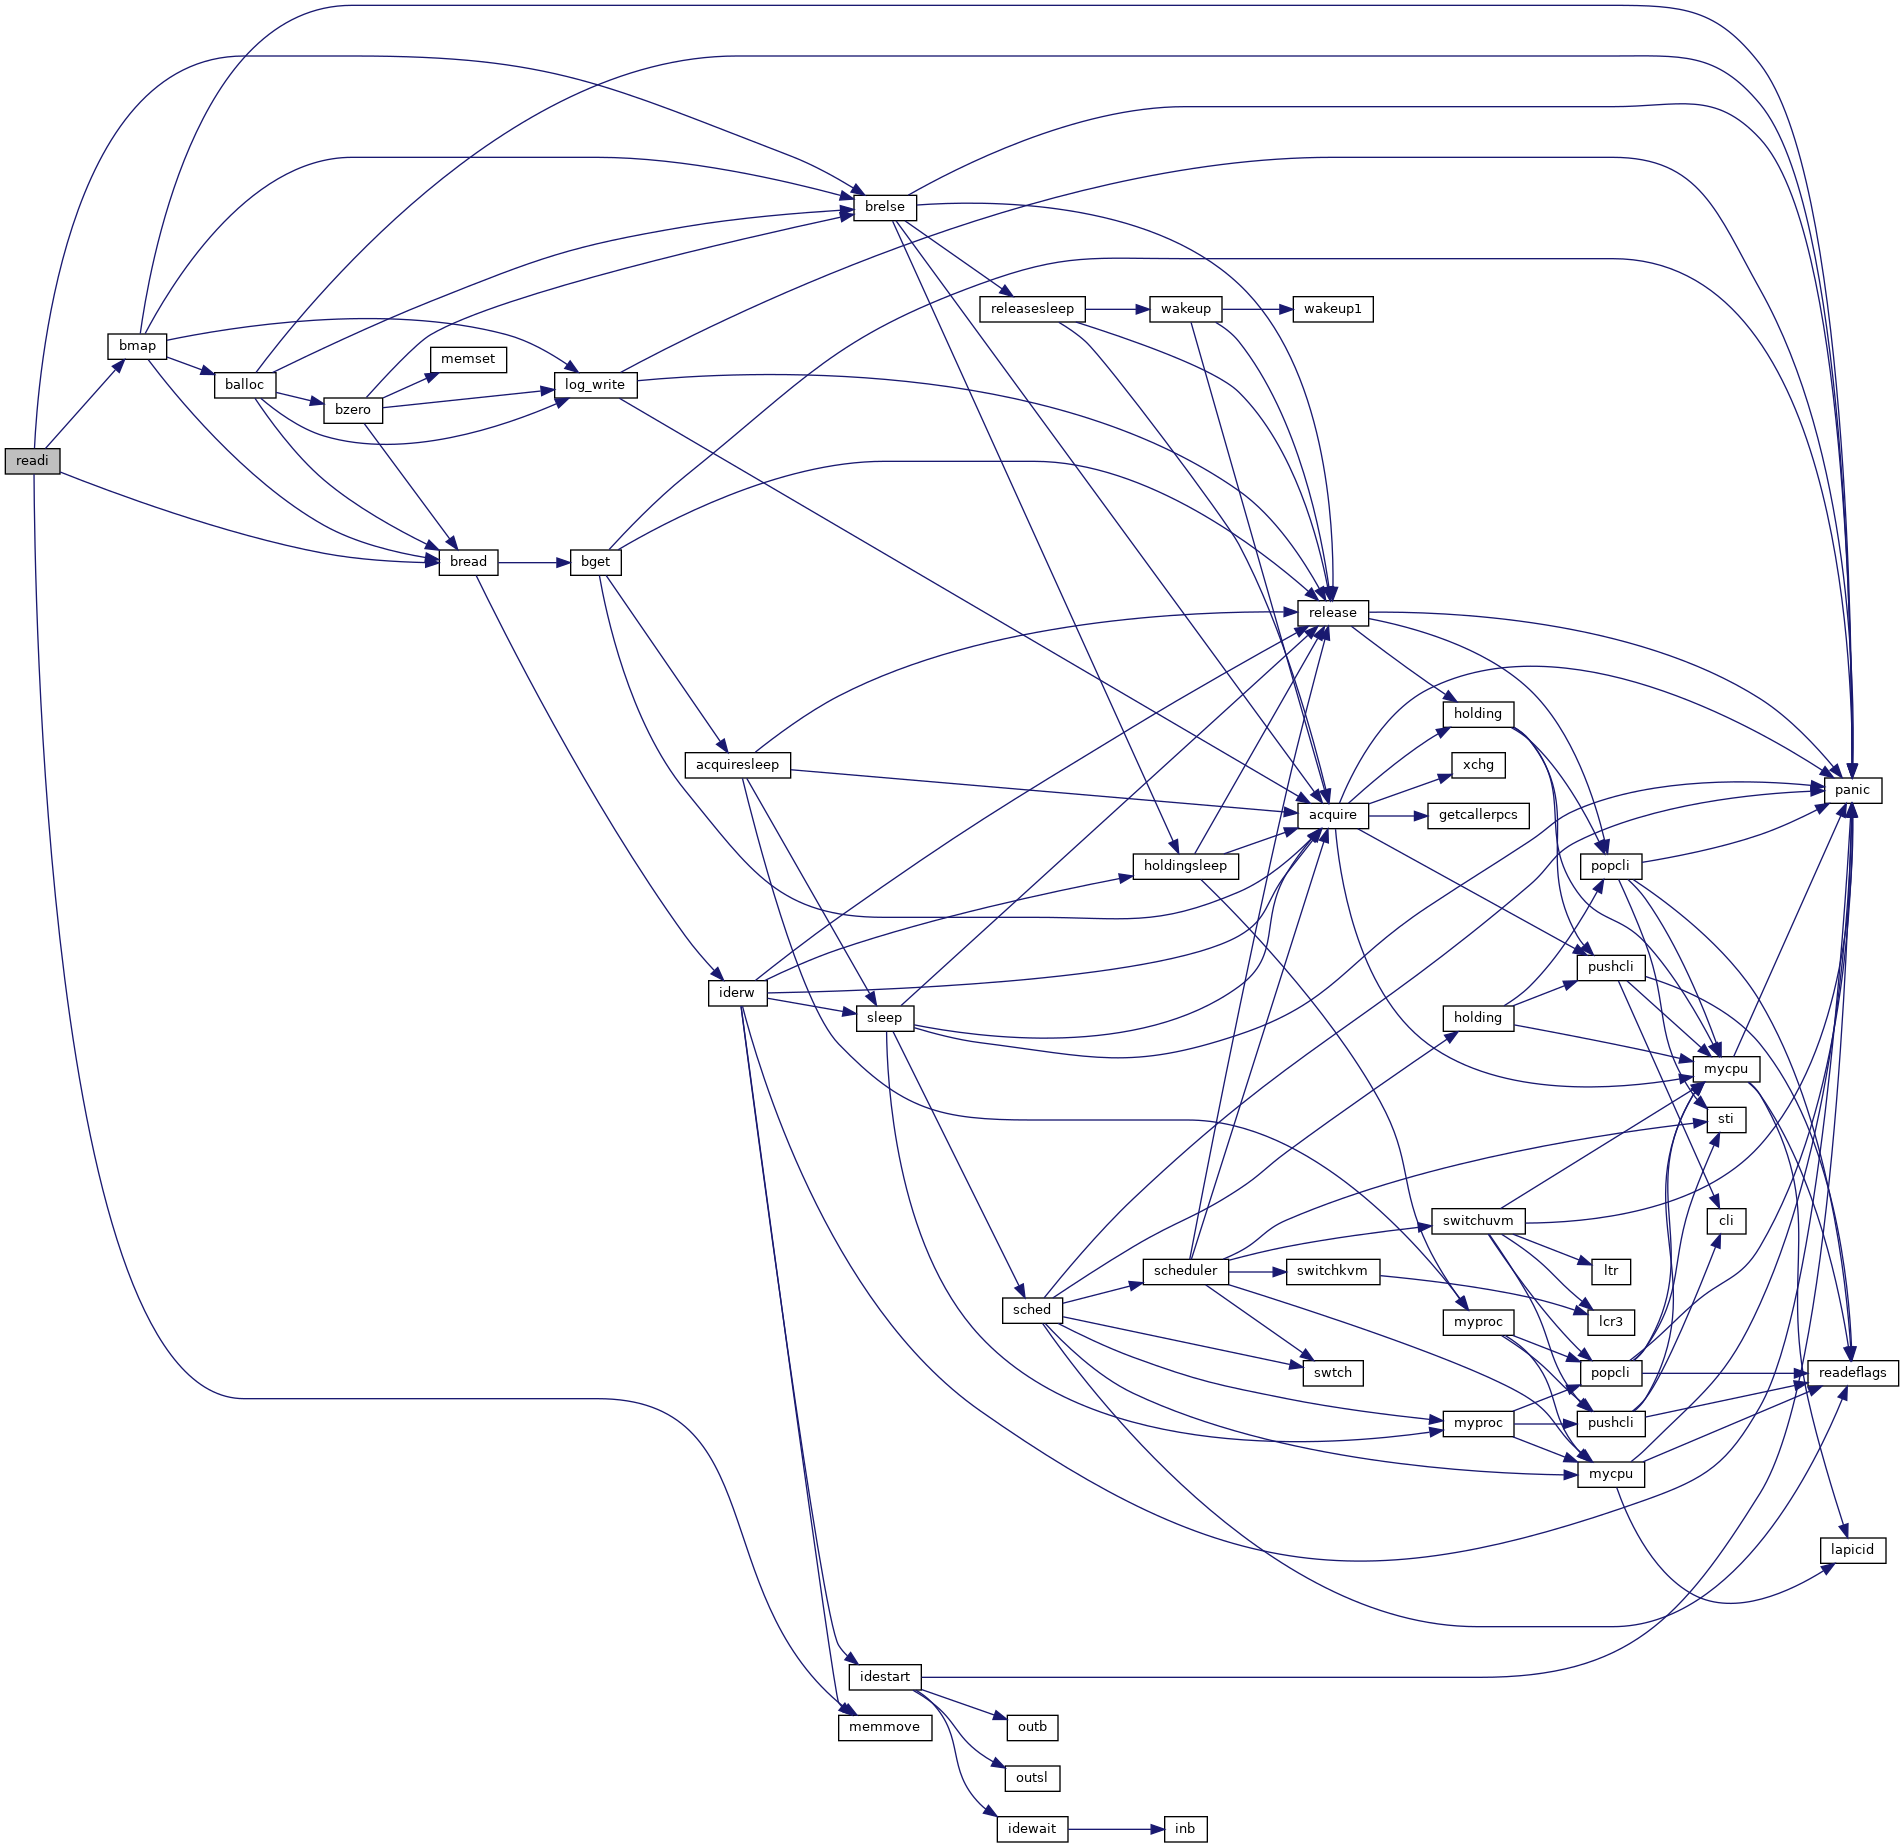 brelse
releasesleep
wakeup
wakeup1
bmap
memset
balloc
log_write
bzero
readi
bread
bget
release
holding
acquiresleep
xchg
panic
acquire
getcallerpcs
holdingsleep
popcli
pushcli
iderw
sleep
holding
mycpu
sti
switchuvm
cli
scheduler
switchkvm
ltr
sched
myproc
lcr3
swtch
popcli
readeflags
myproc
pushcli
mycpu
lapicid
idestart
memmove
outb
outsl
idewait
inb